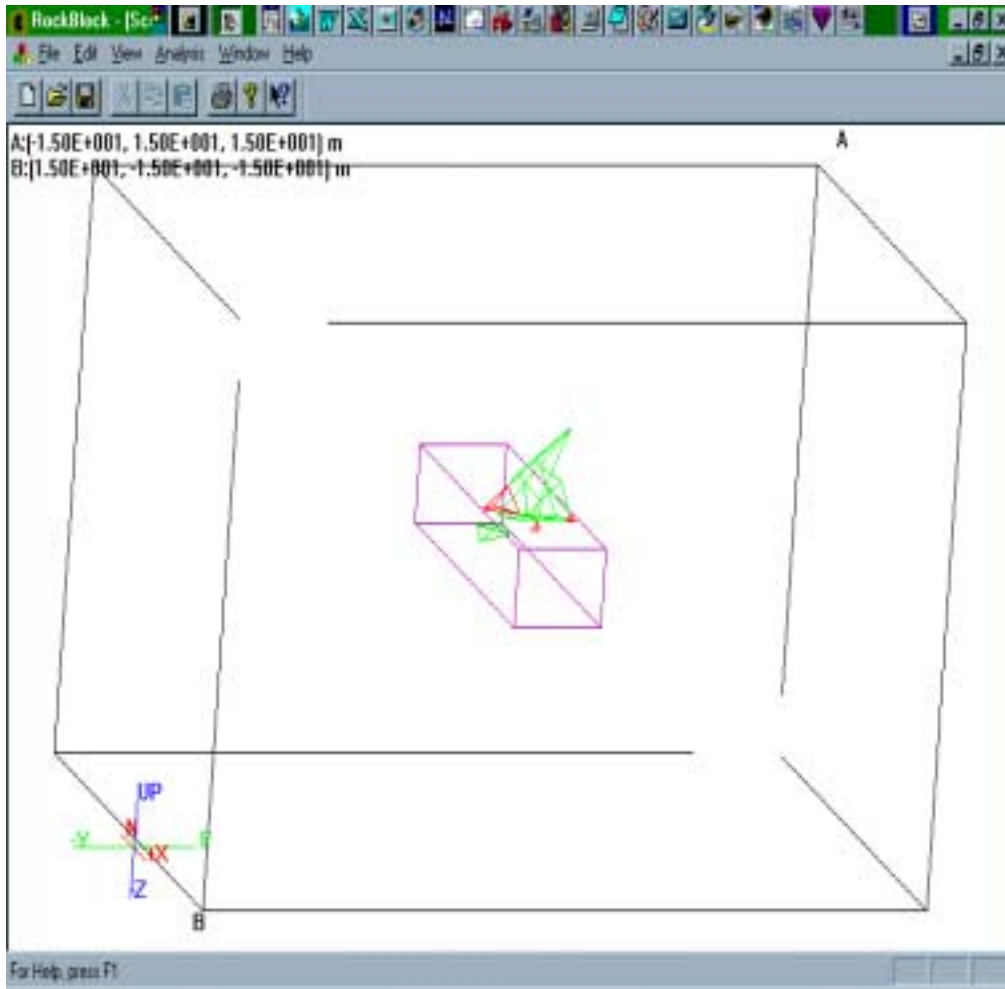 RockBlock - [Sc
File Edit View Analysis Window Help
A:[-1.50E+001, 1.50E+001, 1.50E+001] m
B:[1.50E+001, -1.50E+001, -1.50E+001] m
A
UP
N
-Y
+X
-Z
B
For Help, press F1